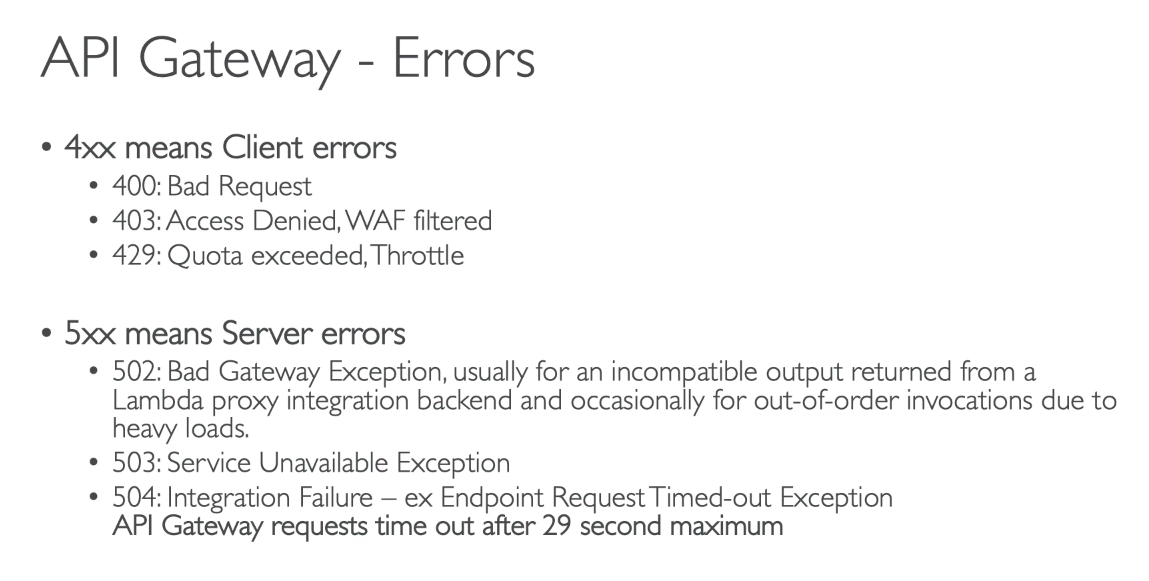 API Gateway - Errors
• 4xx means Client errors
• 400: Bad Request
• 403: Access Denied, WAF filtered
• 429: Quota exceeded, Throttle
• 5xx means Server errors
• 502: Bad Gateway Exception, usually for an incompatible output returned from a
Lambda proxy integration backend and occasionally for out-of-order invocations due to
heavy loads.
• 503: Service Unavailable Exception
• 504: Integration Failure – ex Endpoint Request Timed-out Exception
API Gateway requests time out after 29 second maximum